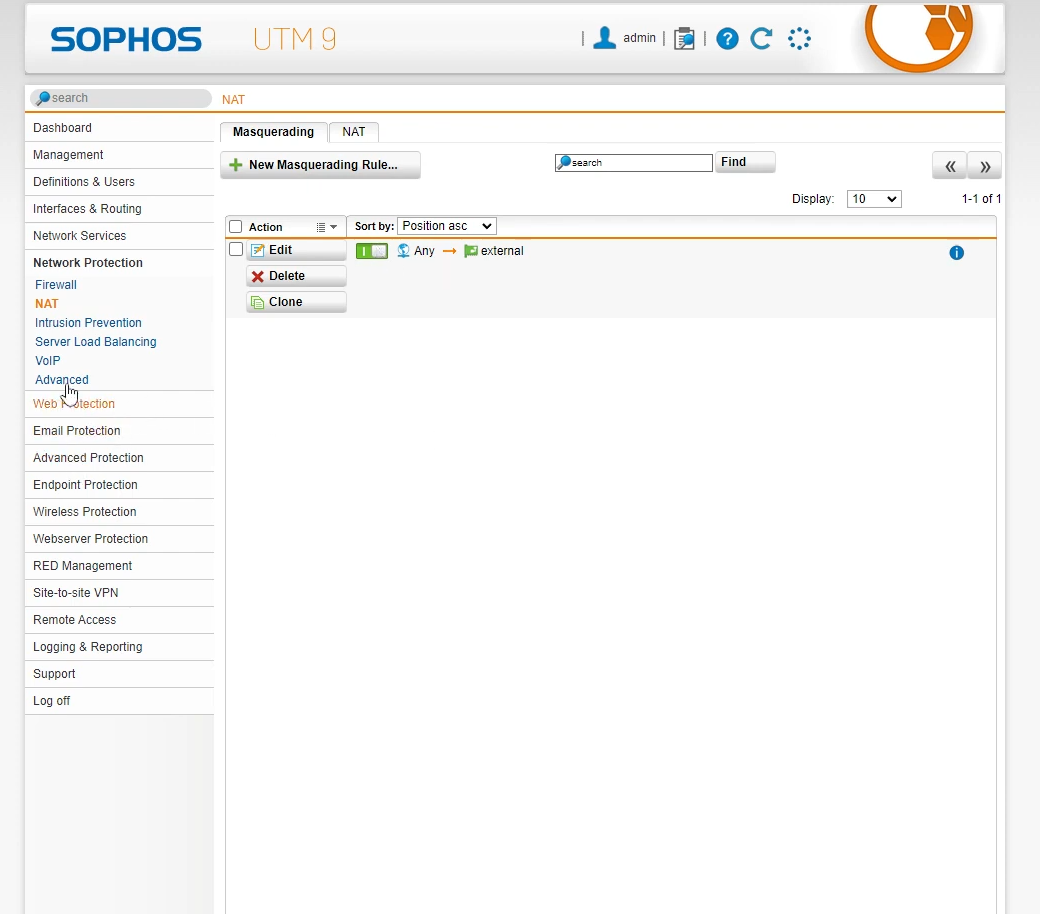 SOPHOS UTM 9 | admin | | ?
search NAT
Masquerading NAT
+ New Masquerading Rule... search Find « »
Display: 10 1-1 of 1
Action Sort by: Position asc
Edit Any → external i
Delete
Clone
Dashboard
Management
Definitions & Users
Interfaces & Routing
Network Services
Network Protection
Firewall
NAT
Intrusion Prevention
Server Load Balancing
VoIP
Advanced
Web Protection
Email Protection
Advanced Protection
Endpoint Protection
Wireless Protection
Webserver Protection
RED Management
Site-to-site VPN
Remote Access
Logging & Reporting
Support
Log off